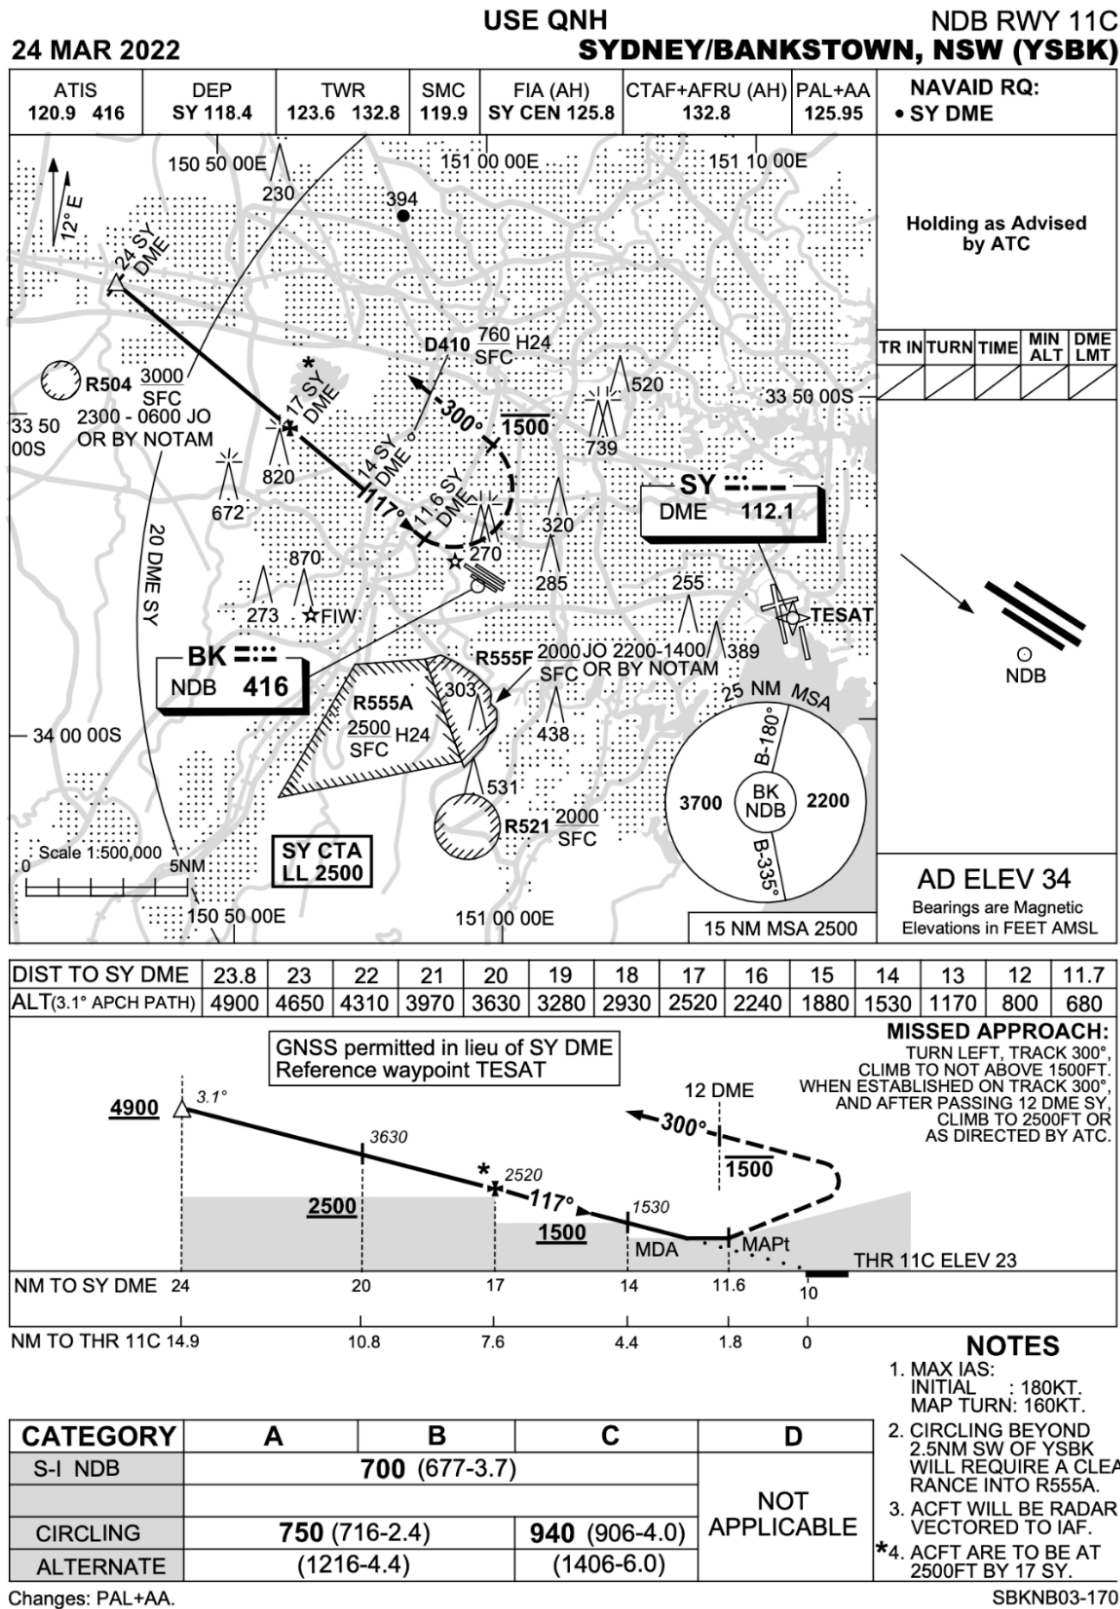 USE QNH
NDB RWY 11C
24 MAR 2022
SYDNEY/BANKSTOWN, NSW (YSBK)
ATIS
120.9 416
DEP
SY 118.4
TWR
123.6 132.8
SMC
119.9
FIA (AH)
SY CEN 125.8
CTAF+AFRU (AH)
132.8
PAL+AA
125.95
NAVAID RQ:
• SY DME
150 50 00E
151 00 00E
151 10 00E
12° E
230
394
24 SY
DME
Holding as Advised
by ATC
TR IN
TURN
TIME
MIN
ALT
DME
LMT
D410 760 H24
SFC
R504 3000
SFC
2300 - 0600 JO
OR BY NOTAM
*
17 SY
DME
520
33 50 00S
33 50
00S
300°
1500
739
820
14 SY
DME
672
117°
11.6 SY
DME
SY
DME 112.1
320
270
285
20 DME SY
870
273
FIW
255
TESAT
389
BK
NDB 416
R555F 2000 JO 2200-1400
SFC OR BY NOTAM
303
R555A
2500 H24
SFC
438
34 00 00S
531
R521 2000
SFC
25 NM MSA
B-180°
3700
BK
NDB
2200
B-335°
15 NM MSA 2500
NDB
Scale 1:500,000
0
5NM
SY CTA
LL 2500
150 50 00E
151 00 00E
AD ELEV 34
Bearings are Magnetic
Elevations in FEET AMSL
DIST TO SY DME 23.8 23 22 21 20 19 18 17 16 15 14 13 12 11.7
ALT(3.1° APCH PATH) 4900 4650 4310 3970 3630 3280 2930 2520 2240 1880 1530 1170 800 680
GNSS permitted in lieu of SY DME
Reference waypoint TESAT
MISSED APPROACH:
TURN LEFT, TRACK 300°,
CLIMB TO NOT ABOVE 1500FT.
WHEN ESTABLISHED ON TRACK 300°,
AND AFTER PASSING 12 DME SY,
CLIMB TO 2500FT OR
AS DIRECTED BY ATC.
4900
3.1°
3630
2500
*
2520
117°
1500
1530
MDA
MAPt
12 DME
300°
1500
THR 11C ELEV 23
NM TO SY DME 24 20 17 14 11.6 10
NM TO THR 11C 14.9 10.8 7.6 4.4 1.8 0
CATEGORY A B C D
S-I NDB 700 (677-3.7)
CIRCLING 750 (716-2.4) 940 (906-4.0)
ALTERNATE (1216-4.4) (1406-6.0)
NOT
APPLICABLE
NOTES
1. MAX IAS:
INITIAL : 180KT.
MAP TURN: 160KT.
2. CIRCLING BEYOND
2.5NM SW OF YSBK
WILL REQUIRE A CLEA
RANCE INTO R555A.
3. ACFT WILL BE RADAR
VECTORED TO IAF.
*4. ACFT ARE TO BE AT
2500FT BY 17 SY.
Changes: PAL+AA.
SBKNB03-170